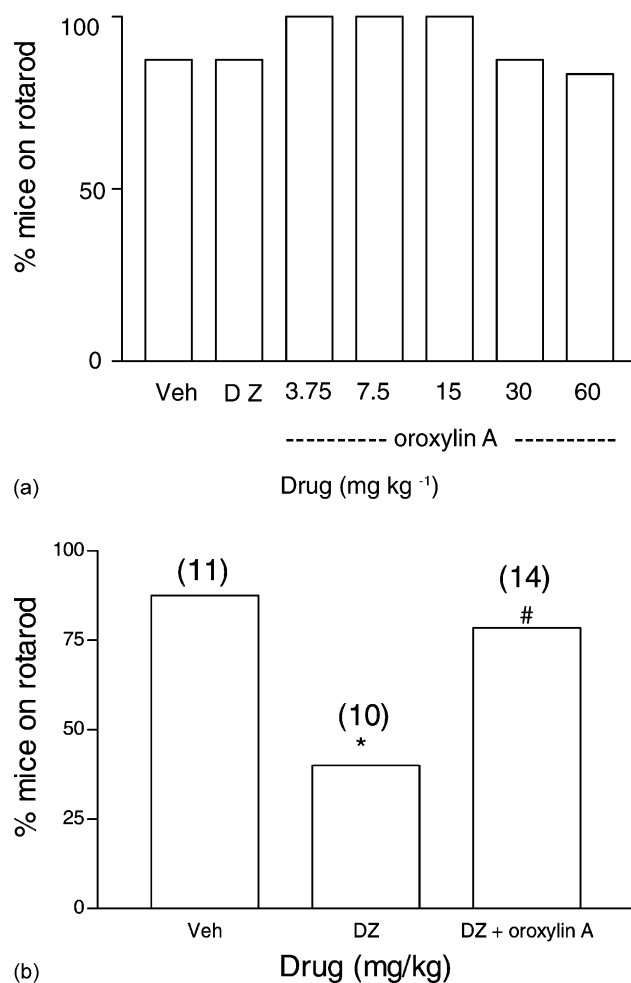 100
% mice on rotarod
50
0
Veh D Z 3.75 7.5 15 30 60
---------- oroxylin A ----------
(a) Drug (mg kg -1)
100
(11)
(14)
#
75
% mice on rotarod
(10)
*
50
25
0
Veh DZ DZ + oroxylin A
(b) Drug (mg/kg)